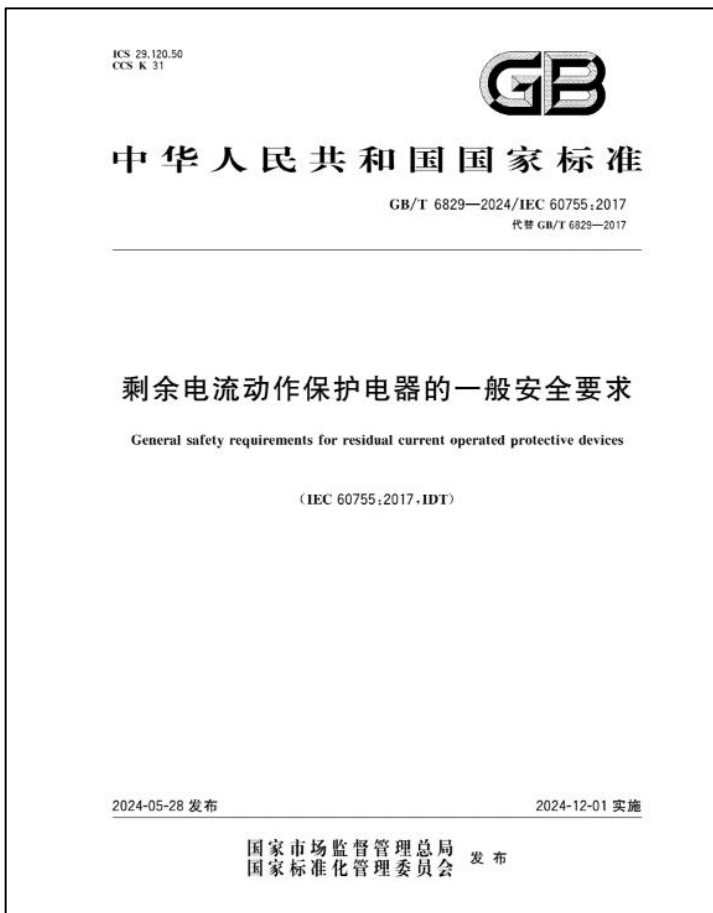 ICS 29.120.50
CCS K 31
GB
中华人民共和国国家标准
GB/T 6829—2024/IEC 60755:2017
代替 GB/T 6829—2017
剩余电流动作保护电器的一般安全要求
General safety requirements for residual current operated protective devices
(IEC 60755:2017,IDT)
2024-05-28 发布
2024-12-01 实施
国家市场监督管理总局
国家标准化管理委员会
发布